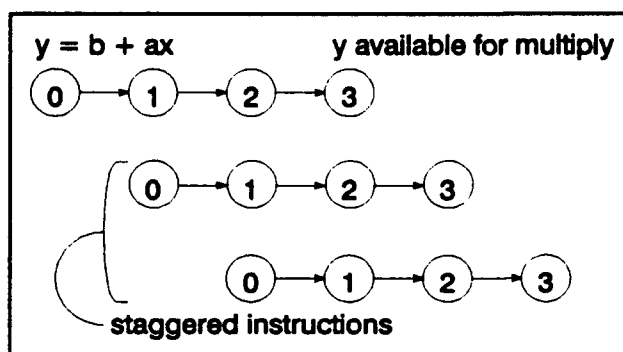 y = b + ax y available for multiply
0 1 2 3
0 1 2 3
0 1 2 3
staggered instructions